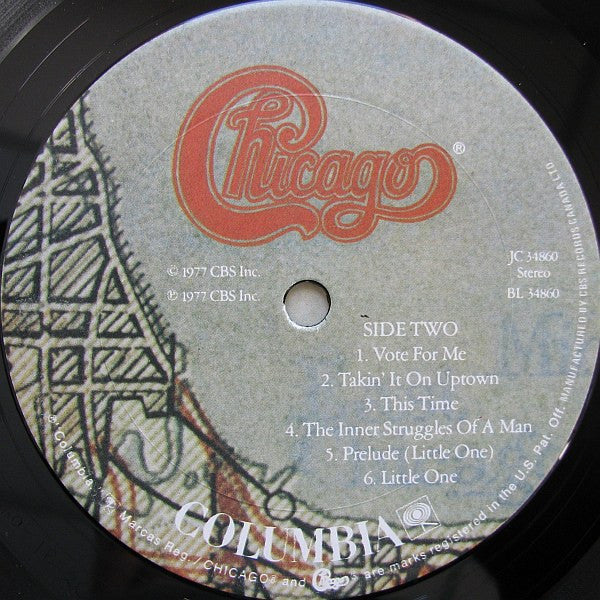 Chicago®
© 1977 CBS Inc.
℗ 1977 CBS Inc.
JC 34860
Stereo
BL 34860
SIDE TWO
1. Vote For Me
2. Takin' It On Uptown
3. This Time
4. The Inner Struggles Of A Man
5. Prelude (Little One)
6. Little One
COLUMBIA
Columbia, Marcas Reg./CHICAGO® and Chicago® are marks registered in the U.S. Pat. Off. MANUFACTURED BY CBS RECORDS CANADA LTD